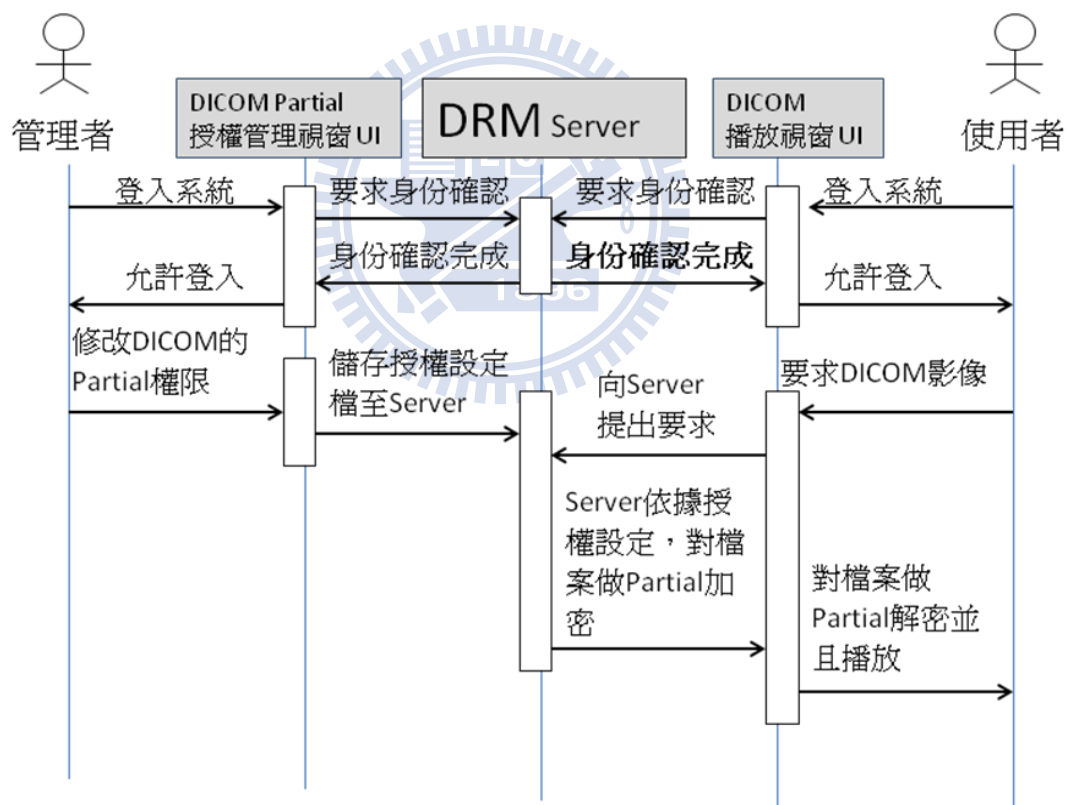 管理者
DICOM Partial
授權管理視窗 UI
DRM Server
DICOM
播放視窗 UI
使用者
登入系統
要求身份確認
要求身份確認
登入系統
身份確認完成
身份確認完成
允許登入
允許登入
修改DICOM的
Partial權限
儲存授權設定
檔至Server
向Server
提出要求
要求DICOM影像
Server依據授
權設定，對檔
案做Partial加
密
對檔案做
Partial解密並
且播放